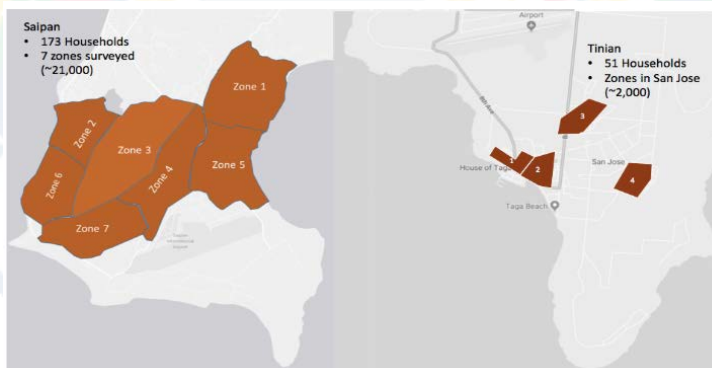 Saipan
• 173 Households
• 7 zones surveyed
(~21,000)
Zone 1
Zone 2
Zone 3
Zone 4
Zone 5
Zone 6
Zone 7
Airport
Tinian
• 51 Households
• Zones in San Jose
(~2,000)
8th Ave
3
1
House of Taga
2
San Jose
4
Taga Beach